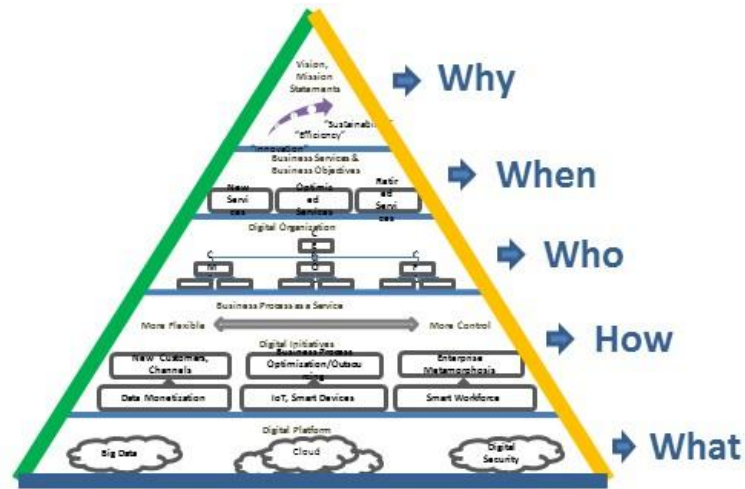 Vision,
Mission
Statements
Why
"Sustainability"
"Efficiency"
"Innovation"
Business Services &
Business Objectives
When
New
Servi
ces
Optimiz
ed
Services
Retir
ed
Servi
ces
Digital Organization
Who
C
C
M
C
F
Business Process as a Service
More Flexible
More Control
How
Digital Initiatives
New Customers,
Channels
Business Process
Optimization/Outsou
rcing
Enterprise
Metamorphosis
Data Monetization
IoT, Smart Devices
Smart Workforce
Digital Platform
What
Big Data
Cloud
Digital
Security